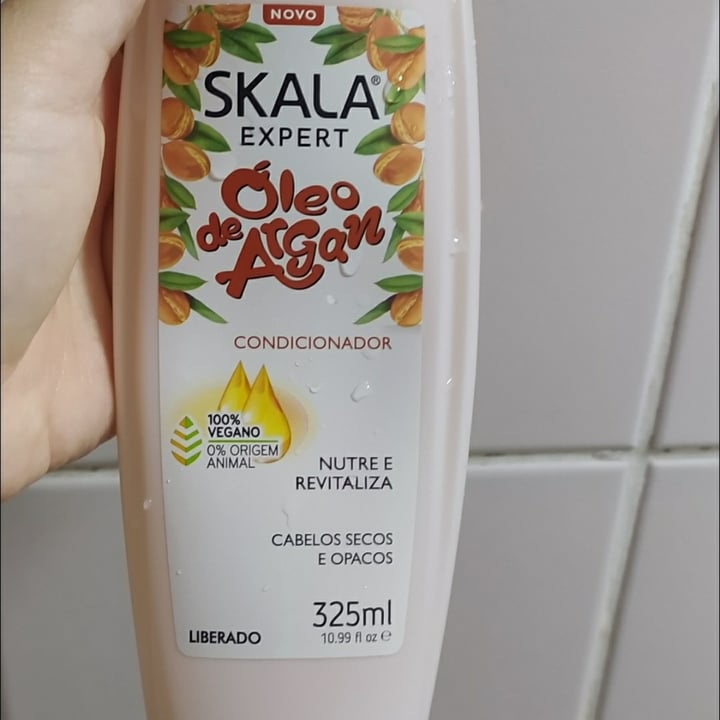 NOVO
SKALA®
EXPERT
Óleo
de Argan
CONDICIONADOR
100%
VEGANO
0% ORIGEM
ANIMAL
NUTRE E
REVITALIZA
CABELOS SECOS
E OPACOS
325ml
LIBERADO
10.99 fl oz ℮